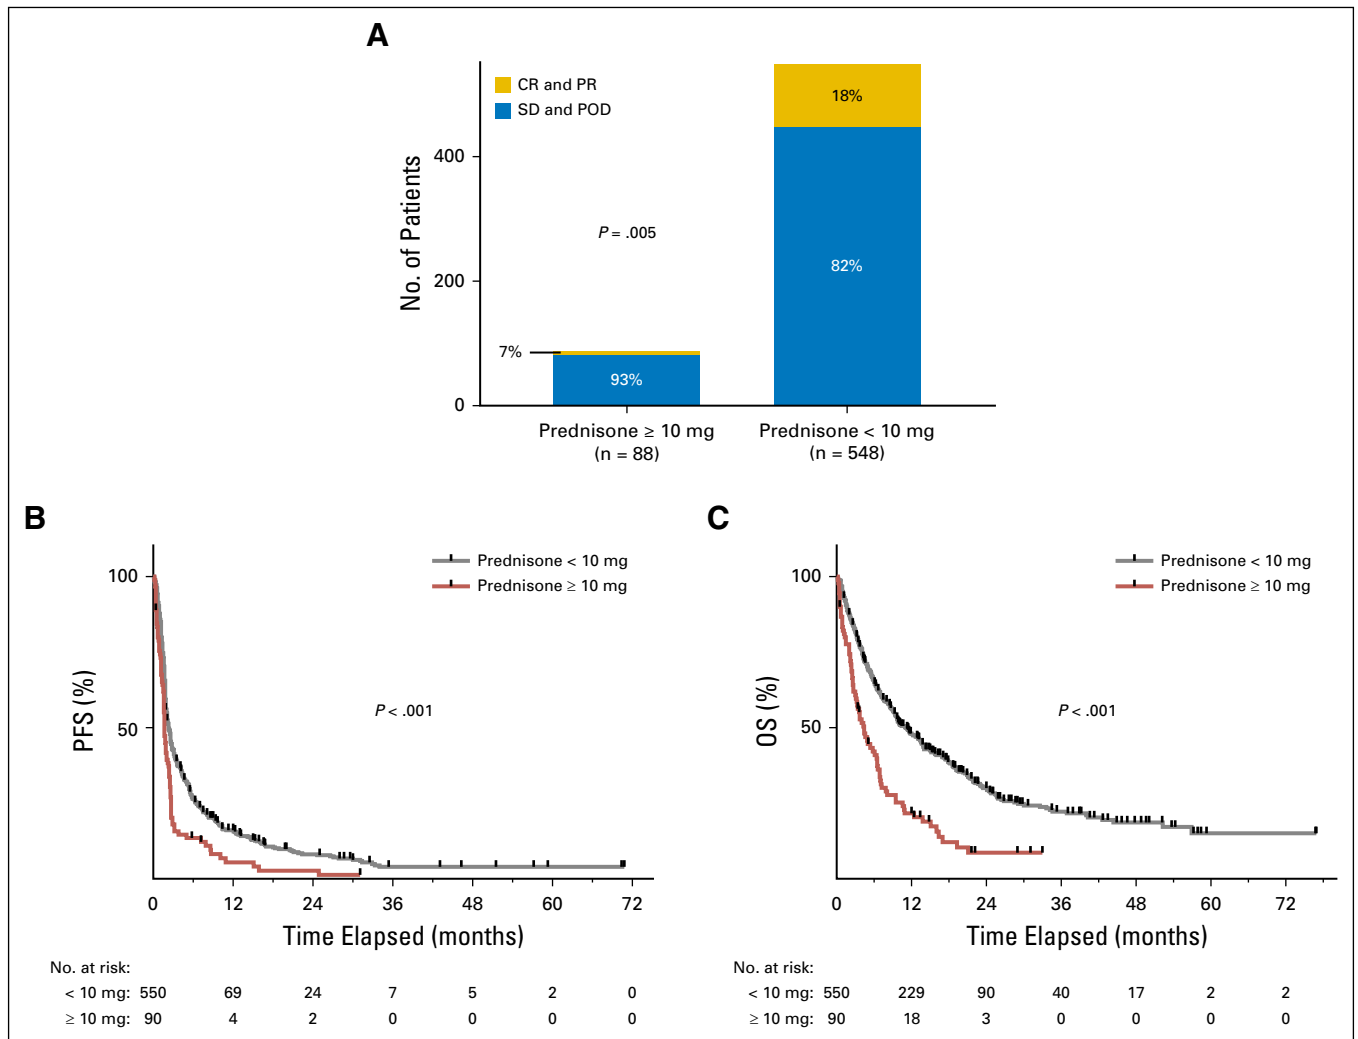 A
CR and PR
SD and POD
No. of Patients
400
200
0
P = .005
7%
93%
18%
82%
Prednisone ≥ 10 mg
(n = 88)
Prednisone < 10 mg
(n = 548)
B
Prednisone < 10 mg
Prednisone ≥ 10 mg
PFS (%)
100
50
P < .001
0 12 24 36 48 60 72
Time Elapsed (months)
No. at risk:
< 10 mg: 550 69 24 7 5 2 0
≥ 10 mg: 90 4 2 0 0 0 0
C
Prednisone < 10 mg
Prednisone ≥ 10 mg
OS (%)
100
50
P < .001
0 12 24 36 48 60 72
Time Elapsed (months)
No. at risk:
< 10 mg: 550 229 90 40 17 2 2
≥ 10 mg: 90 18 3 0 0 0 0